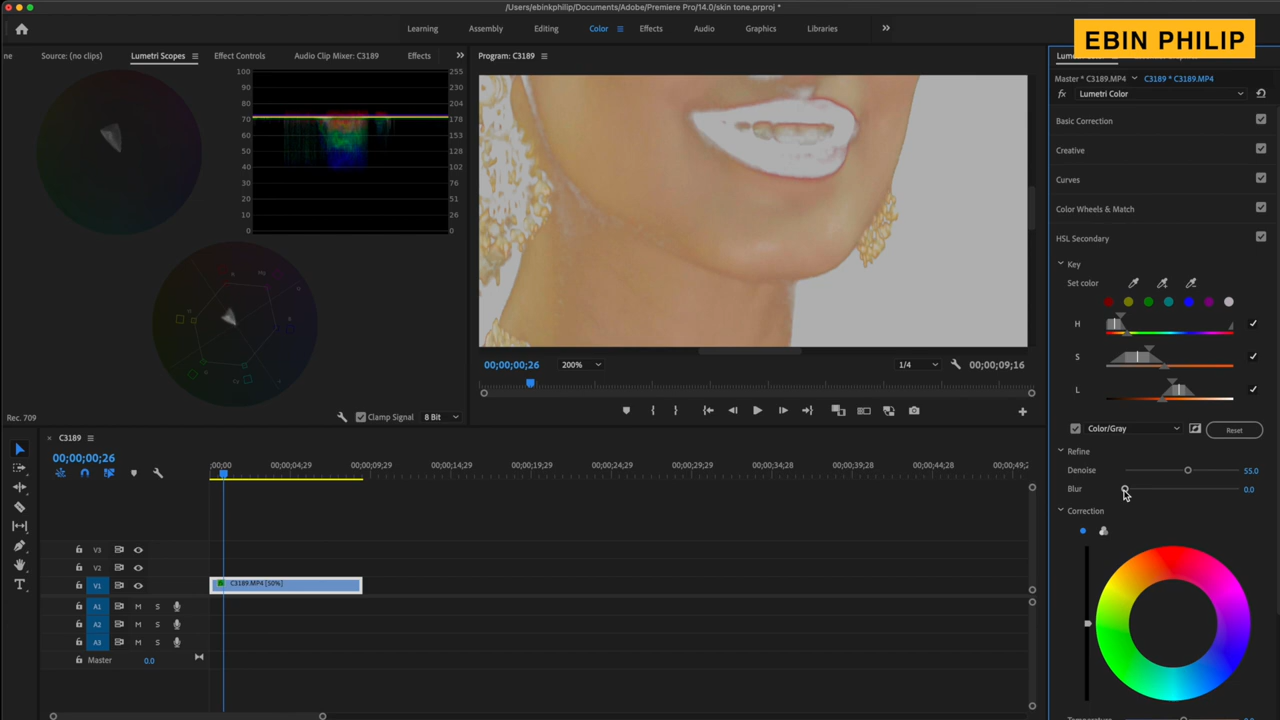 /Users/ebinkphilip/Documents/Adobe/Premiere Pro/14.0/skin tone.prproj *
EBIN PHILIP
Learning Assembly Editing Color Effects Audio Graphics Libraries
ne Source: (no clips) Lumetri Scopes Effect Controls Audio Clip Mixer: C3189 Effects
Program: C3189
Master * C3189.MP4 C3189 * C3189.MP4
fx Lumetri Color
Basic Correction
Creative
Curves
Color Wheels & Match
HSL Secondary
Key
Set color
H
S
L
Color/Gray Reset
Refine
Denoise 55.0
Blur 0.0
Correction
100 255
90 230
80 204
70 178
60 153
50 128
40 102
30 76
20 51
10 26
0 0
Rec. 709
Clamp Signal 8 Bit
00;00;00;26 200% 1/4 00;00;09;16
C3189
00;00;00;26
;00;00 00;00;04;29 00;00;09;29 00;00;14;29 00;00;19;29 00;00;24;29 00;00;29;29 00;00;34;28 00;00;39;28 00;00;44;28 00;00;49;2
V3
V2
V1 C3189.MP4 [50%]
A1 M S
A2 M S
A3 M S
Master 0.0